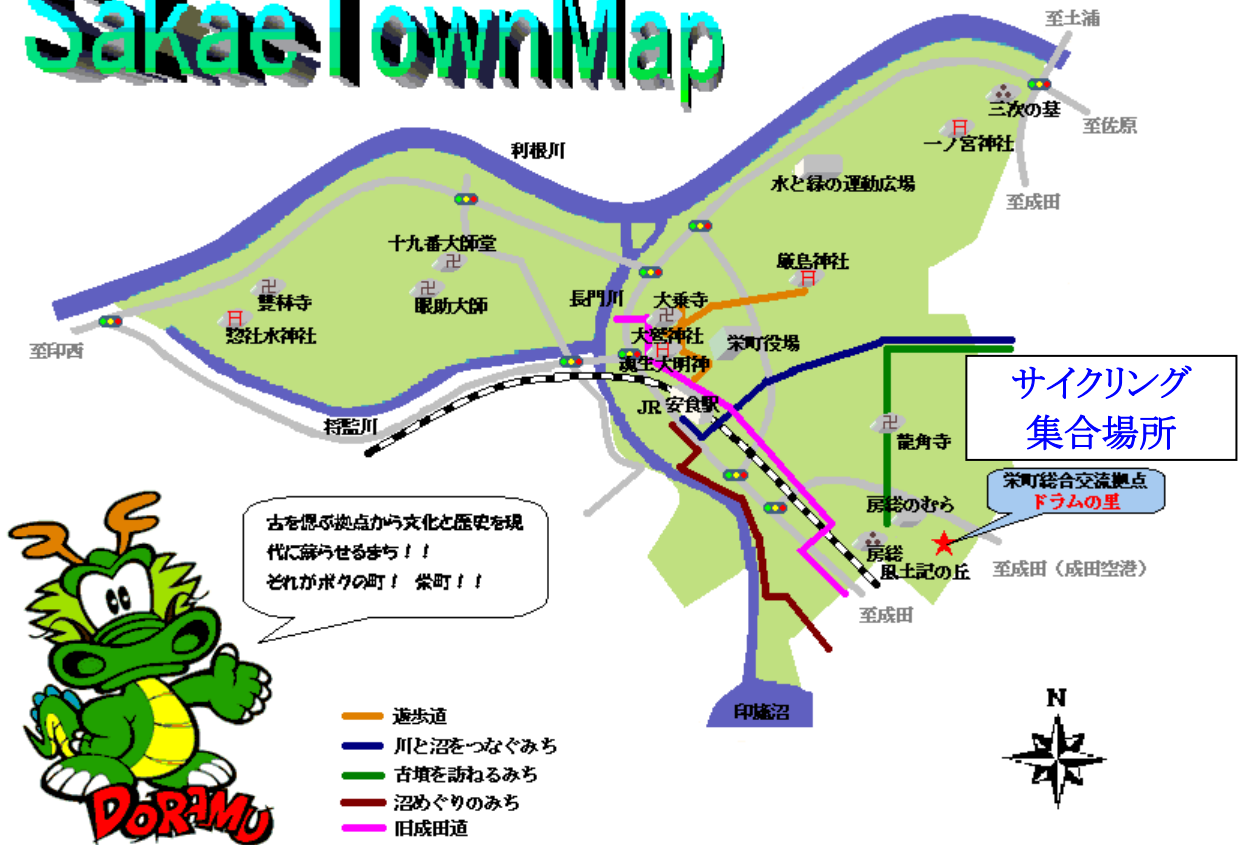 SakaeTownMap
至土浦
三次の墓
至佐原
一ノ宮神社
利根川
水と緑の運動広場
至成田
十九番大師堂
厳島神社
豐林寺
眼助大師
長門川
大乗寺
惣社水神社
大鷲神社
栄町役場
至印西
魂生大明神
サイクリング
集合場所
JR 安食駅
将監川
龍角寺
栄町総合交流拠点
ドラムの里
房総のむら
古を偲ぶ拠点から文化と歴史を現
代に蘇らせるまち！！
それがボクの町！ 栄町！！
房総
風土記の丘
至成田（成田空港）
至成田
印旛沼
N
遊歩道
川と沼をつなぐみち
古墳を訪ねるみち
沼めぐりのみち
旧成田道
DORAMU